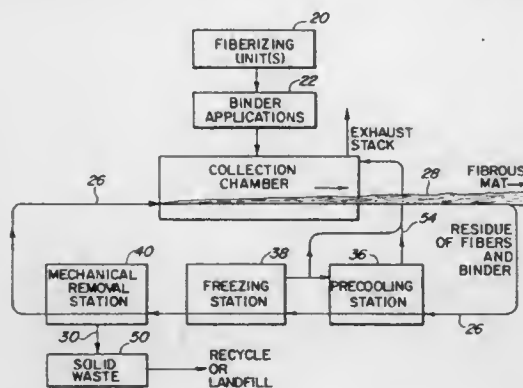 20
FIBERIZING
UNIT(S)
22
BINDER
APPLICATIONS
EXHAUST
STACK
COLLECTION
CHAMBER
26
28
FIBROUS
MAT
54
RESIDUE
OF FIBERS
AND
BINDER
40
MECHANICAL
REMOVAL
STATION
38
FREEZING
STATION
36
PRECOOLING
STATION
26
30
50
SOLID
WASTE
RECYCLE
OR
LANDFILL